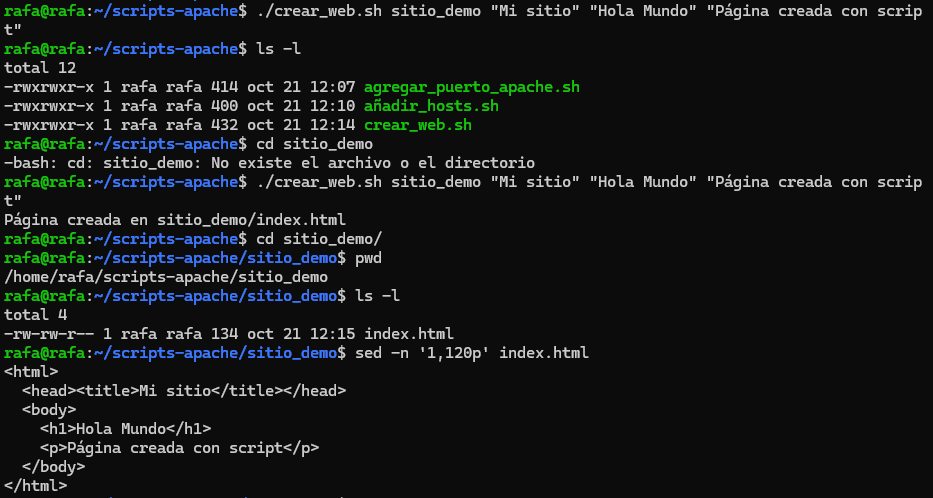 rafa@rafa:~/scripts-apache$ ./crear_web.sh sitio_demo "Mi sitio" "Hola Mundo" "Página creada con scrip
t"
rafa@rafa:~/scripts-apache$ ls -l
total 12
-rwxrwxr-x 1 rafa rafa 414 oct 21 12:07 agregar_puerto_apache.sh
-rwxrwxr-x 1 rafa rafa 400 oct 21 12:10 añadir_hosts.sh
-rwxrwxr-x 1 rafa rafa 432 oct 21 12:14 crear_web.sh
rafa@rafa:~/scripts-apache$ cd sitio_demo
-bash: cd: sitio_demo: No existe el archivo o el directorio
rafa@rafa:~/scripts-apache$ ./crear_web.sh sitio_demo "Mi sitio" "Hola Mundo" "Página creada con scrip
t"
Página creada en sitio_demo/index.html
rafa@rafa:~/scripts-apache$ cd sitio_demo/
rafa@rafa:~/scripts-apache/sitio_demo$ pwd
/home/rafa/scripts-apache/sitio_demo
rafa@rafa:~/scripts-apache/sitio_demo$ ls -l
total 4
-rw-rw-r-- 1 rafa rafa 134 oct 21 12:15 index.html
rafa@rafa:~/scripts-apache/sitio_demo$ sed -n '1,120p' index.html
<html>
  <head><title>Mi sitio</title></head>
  <body>
    <h1>Hola Mundo</h1>
    <p>Página creada con script</p>
  </body>
</html>